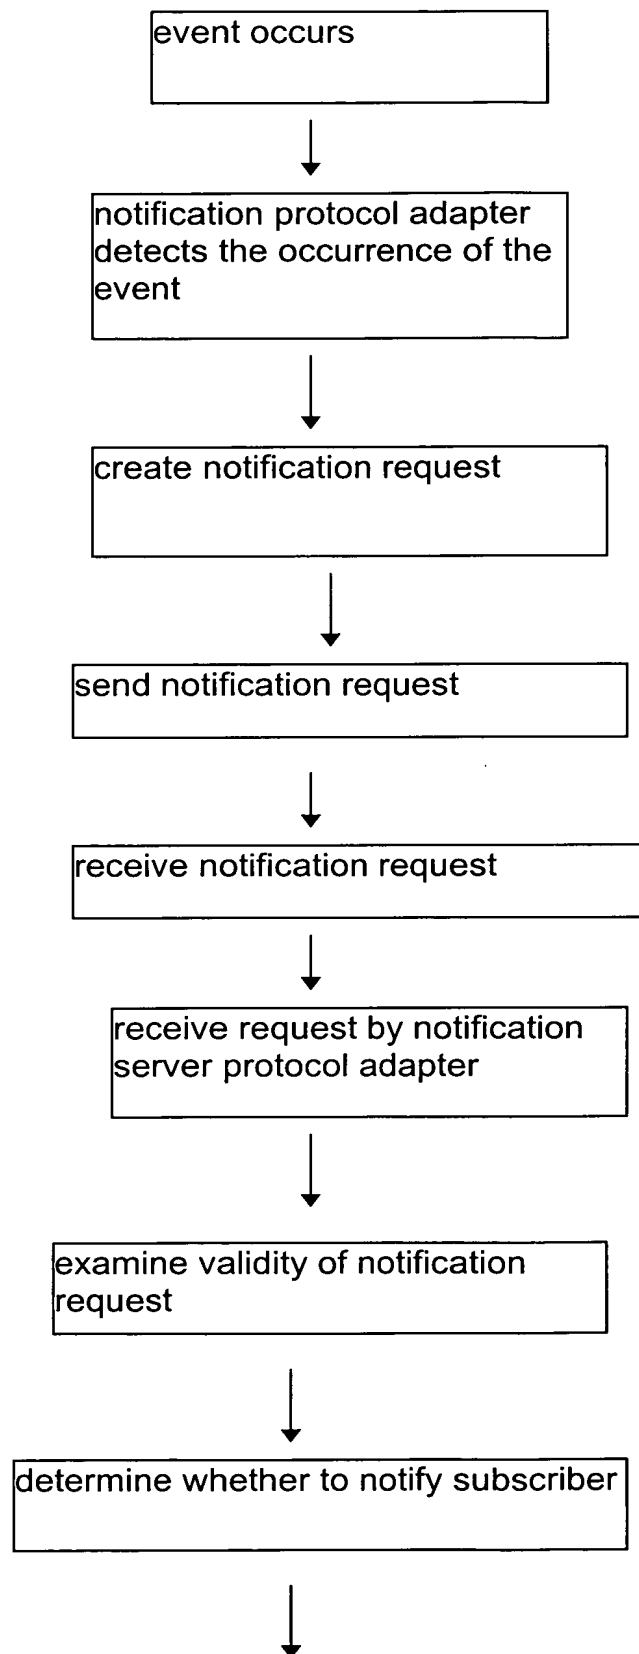 event occurs
notification protocol adapter
detects the occurrence of the
event
create notification request
send notification request
receive notification request
receive request by notification
server protocol adapter
examine validity of notification
request
determine whether to notify subscriber